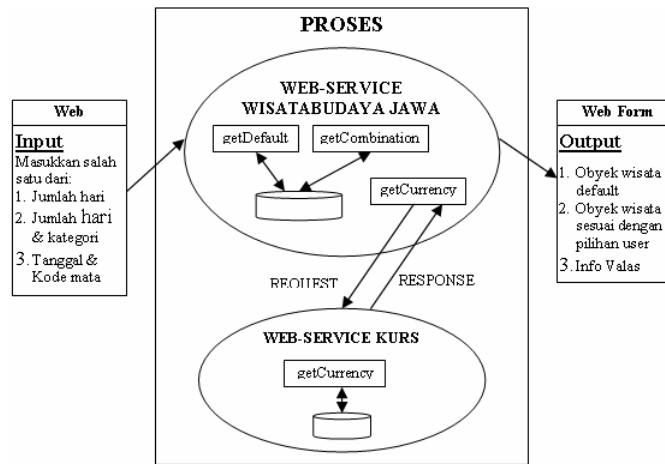 PROSES
Web
Input
Masukkan salah
satu dari:
1. Jumlah hari
2. Jumlah hari
& kategori
3. Tanggal &
Kode mata
WEB-SERVICE
WISATABUDAYA JAWA
getDefault
getCombination
getCurrency
REQUEST
RESPONSE
WEB-SERVICE KURS
getCurrency
Web Form
Output
1. Obyek wisata
default
2. Obyek wisata
sesuai dengan
pilihan user
3. Info Valas